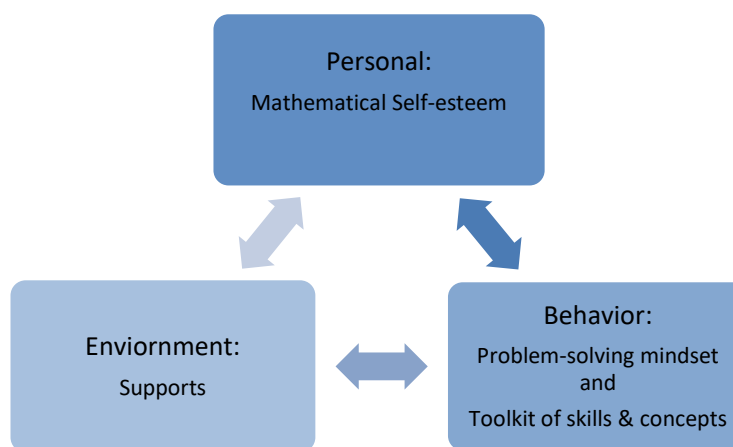 Personal:
Mathematical Self-esteem
Enviornment:
Supports
Behavior:
Problem-solving mindset
and
Toolkit of skills & concepts